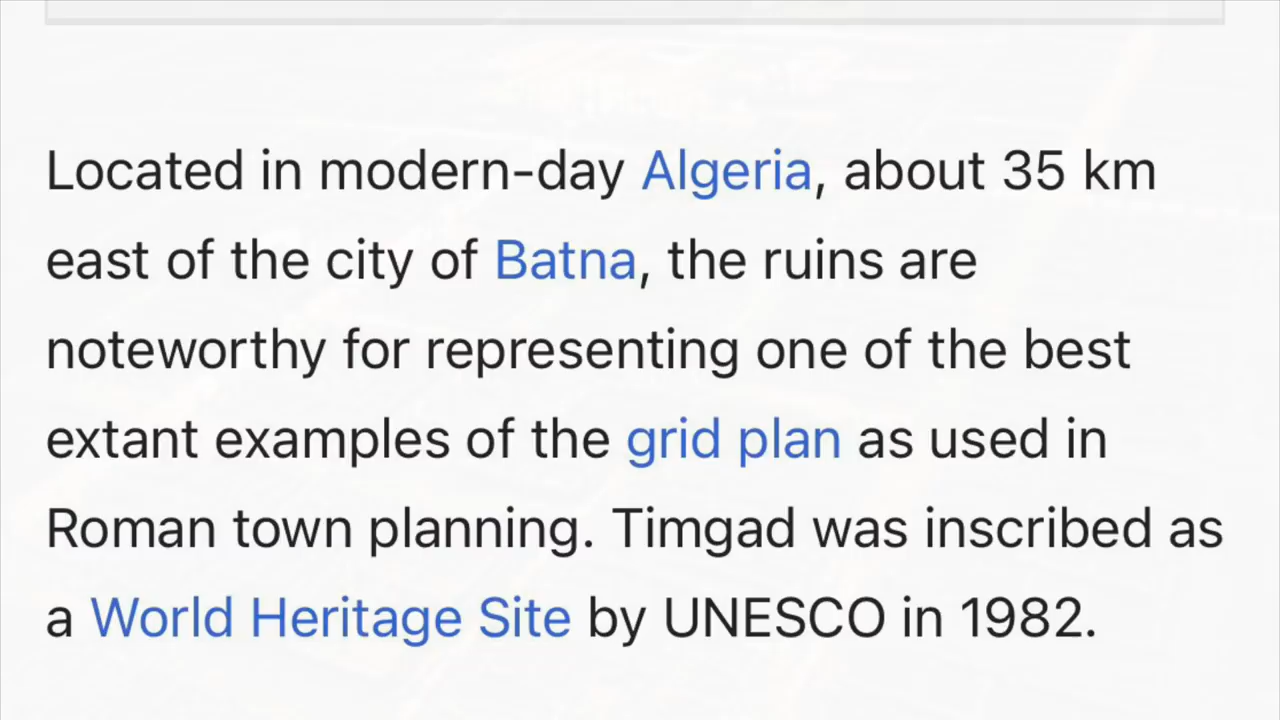 Located in modern-day Algeria, about 35 km
east of the city of Batna, the ruins are
noteworthy for representing one of the best
extant examples of the grid plan as used in
Roman town planning. Timgad was inscribed as
a World Heritage Site by UNESCO in 1982.